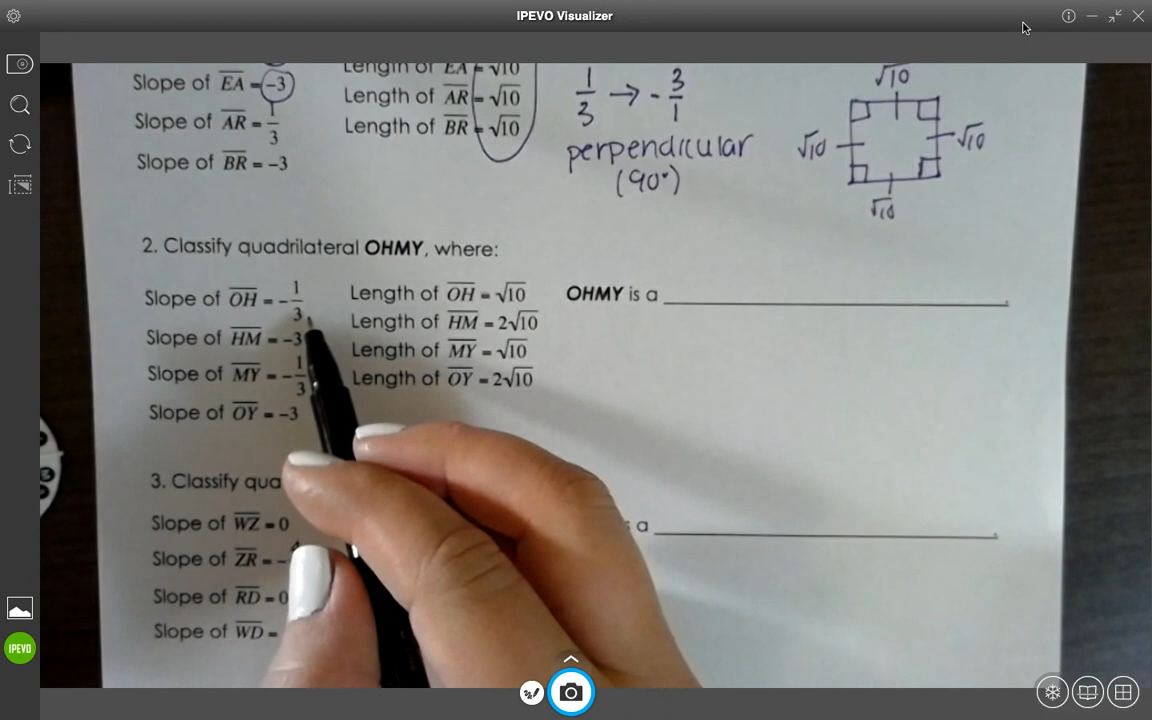 IPEVO Visualizer
Slope of EA = -3
Length of EA = √10
Slope of AR = 1/3
Length of AR = √10
Slope of BR = -3
Length of BR = √10
1/3 → - 3/1
perpendicular
(90°)
√10
√10
√10
√10
2. Classify quadrilateral OHMY, where:
Slope of OH = - 1/3
Length of OH = √10
OHMY is a
Slope of HM = -3
Length of HM = 2√10
Slope of MY = - 1/3
Length of MY = √10
Slope of OY = -3
Length of OY = 2√10
3. Classify qua
a
Slope of WZ = 0
Slope of ZR = -
Slope of RD = 0
Slope of WD =
IPEVO